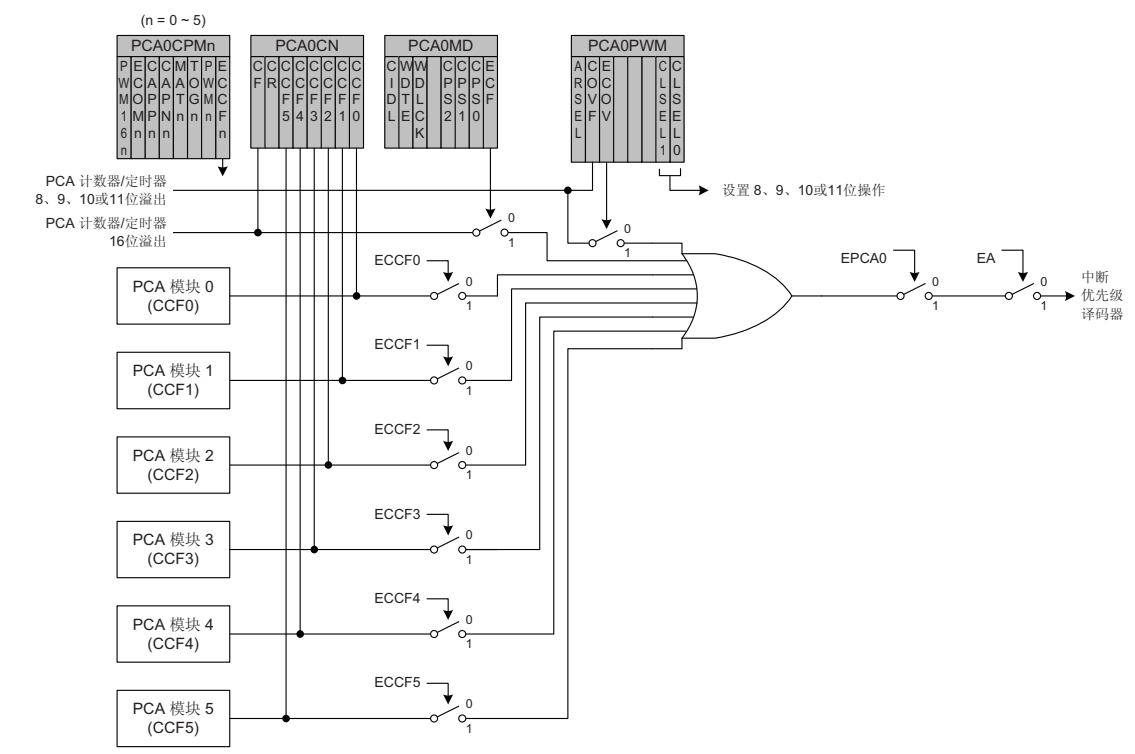 (n = 0 ~ 5)
PCA0CPMn
PWM16n
ECOMn
CAPPn
CAPNn
MATn
TOGn
PWMn
ECCFn
PCA0CN
CF
CR
CCF5
CCF4
CCF3
CCF2
CCF1
CCF0
PCA0MD
CIDL
WDTE
WDLCK
CPS2
CPS1
CPS0
ECF
PCA0PWM
ARSEL
COVF
ECOV
CLSEL1
CLSEL0
PCA 计数器/定时器
8、9、10或11位溢出
设置 8、9、10或11位操作
PCA 计数器/定时器
16位溢出
0
1
0
1
PCA 模块 0
(CCF0)
ECCF0
0
1
EPCA0
0
1
EA
0
1
中断
优先级
译码器
PCA 模块 1
(CCF1)
ECCF1
0
1
PCA 模块 2
(CCF2)
ECCF2
0
1
PCA 模块 3
(CCF3)
ECCF3
0
1
PCA 模块 4
(CCF4)
ECCF4
0
1
PCA 模块 5
(CCF5)
ECCF5
0
1